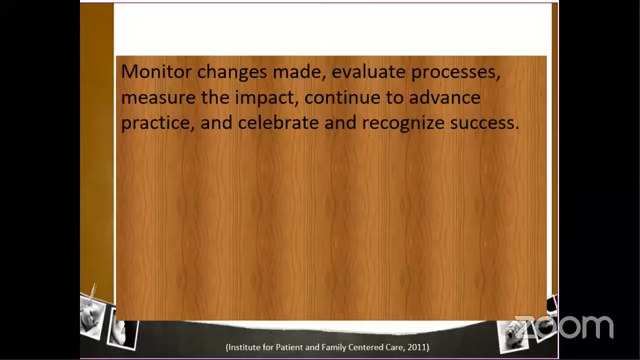 Monitor changes made, evaluate processes,
measure the impact, continue to advance
practice, and celebrate and recognize success.
(Institute for Patient and Family Centered Care, 2011)
zoom